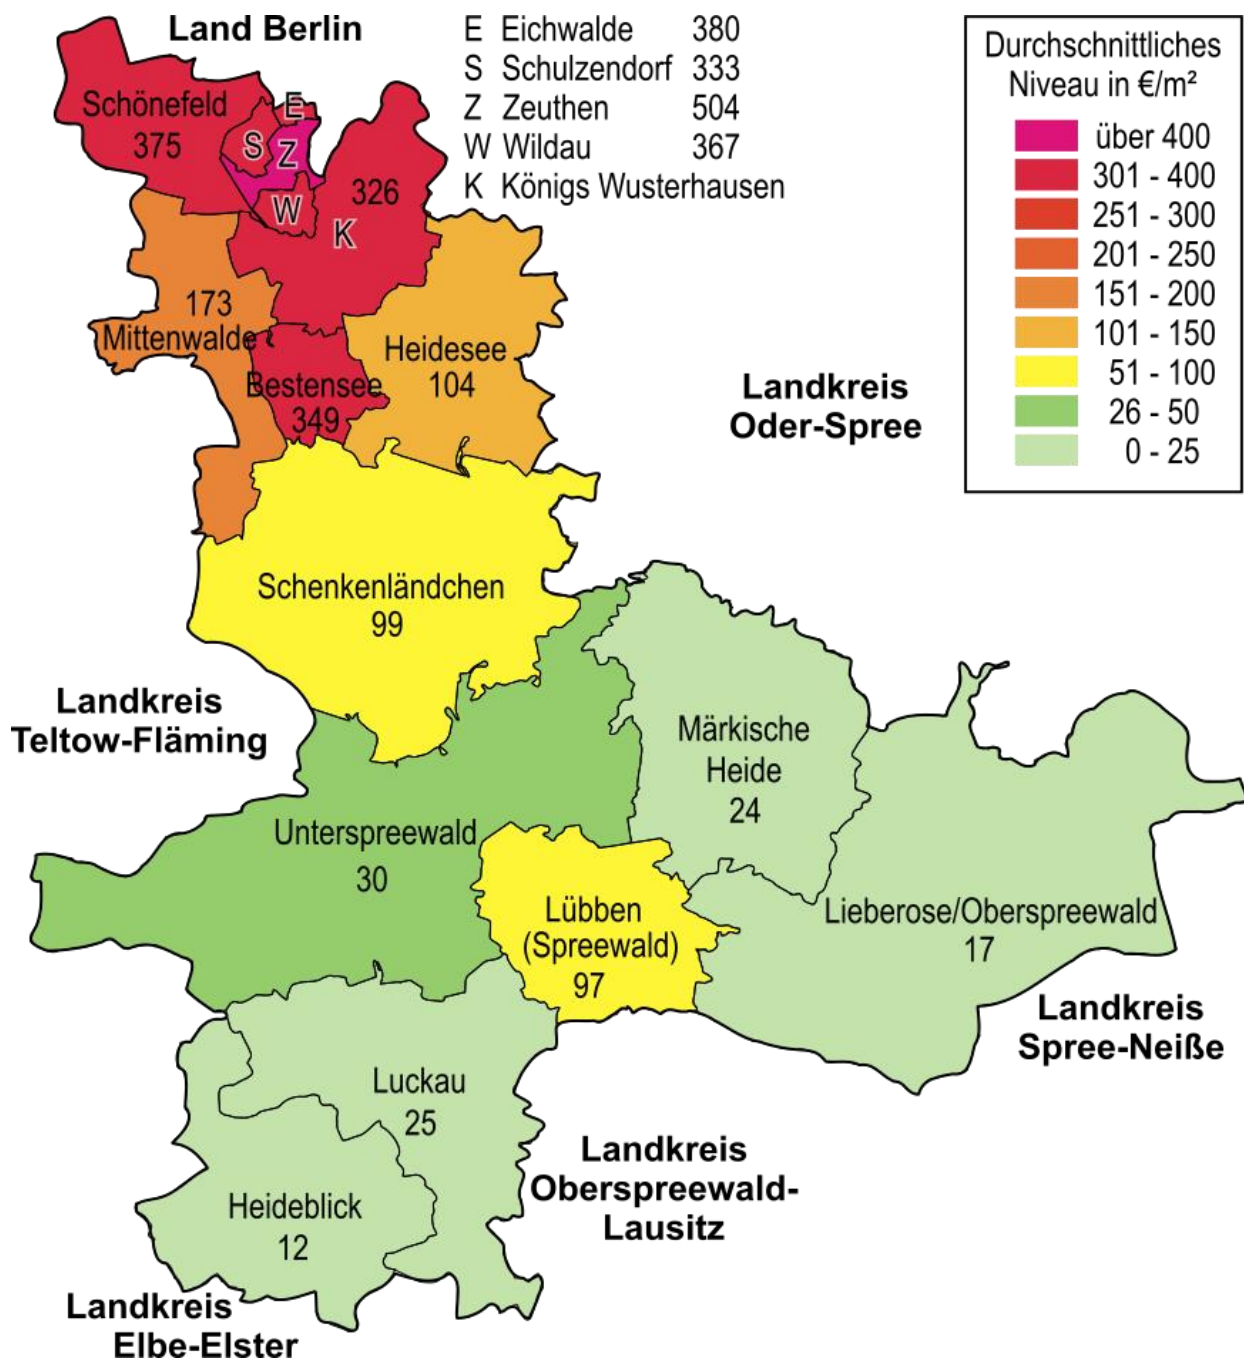 Land Berlin
E Eichwalde 380
S Schulzendorf 333
Z Zeuthen 504
W Wildau 367
K Königs Wusterhausen
Durchschnittliches
Niveau in €/m²
über 400
301 - 400
251 - 300
201 - 250
151 - 200
101 - 150
51 - 100
26 - 50
0 - 25
Schönefeld
375
E
S
Z
W
326
K
173
Mittenwalde
Bestensee
349
Heidesee
104
Landkreis
Oder-Spree
Schenkenländchen
99
Landkreis
Teltow-Fläming
Märkische
Heide
24
Unterspreewald
30
Lübben
(Spreewald)
97
Lieberose/Oberspreewald
17
Landkreis
Spree-Neiße
Luckau
25
Landkreis
Oberspreewald-
Lausitz
Heideblick
12
Landkreis
Elbe-Elster